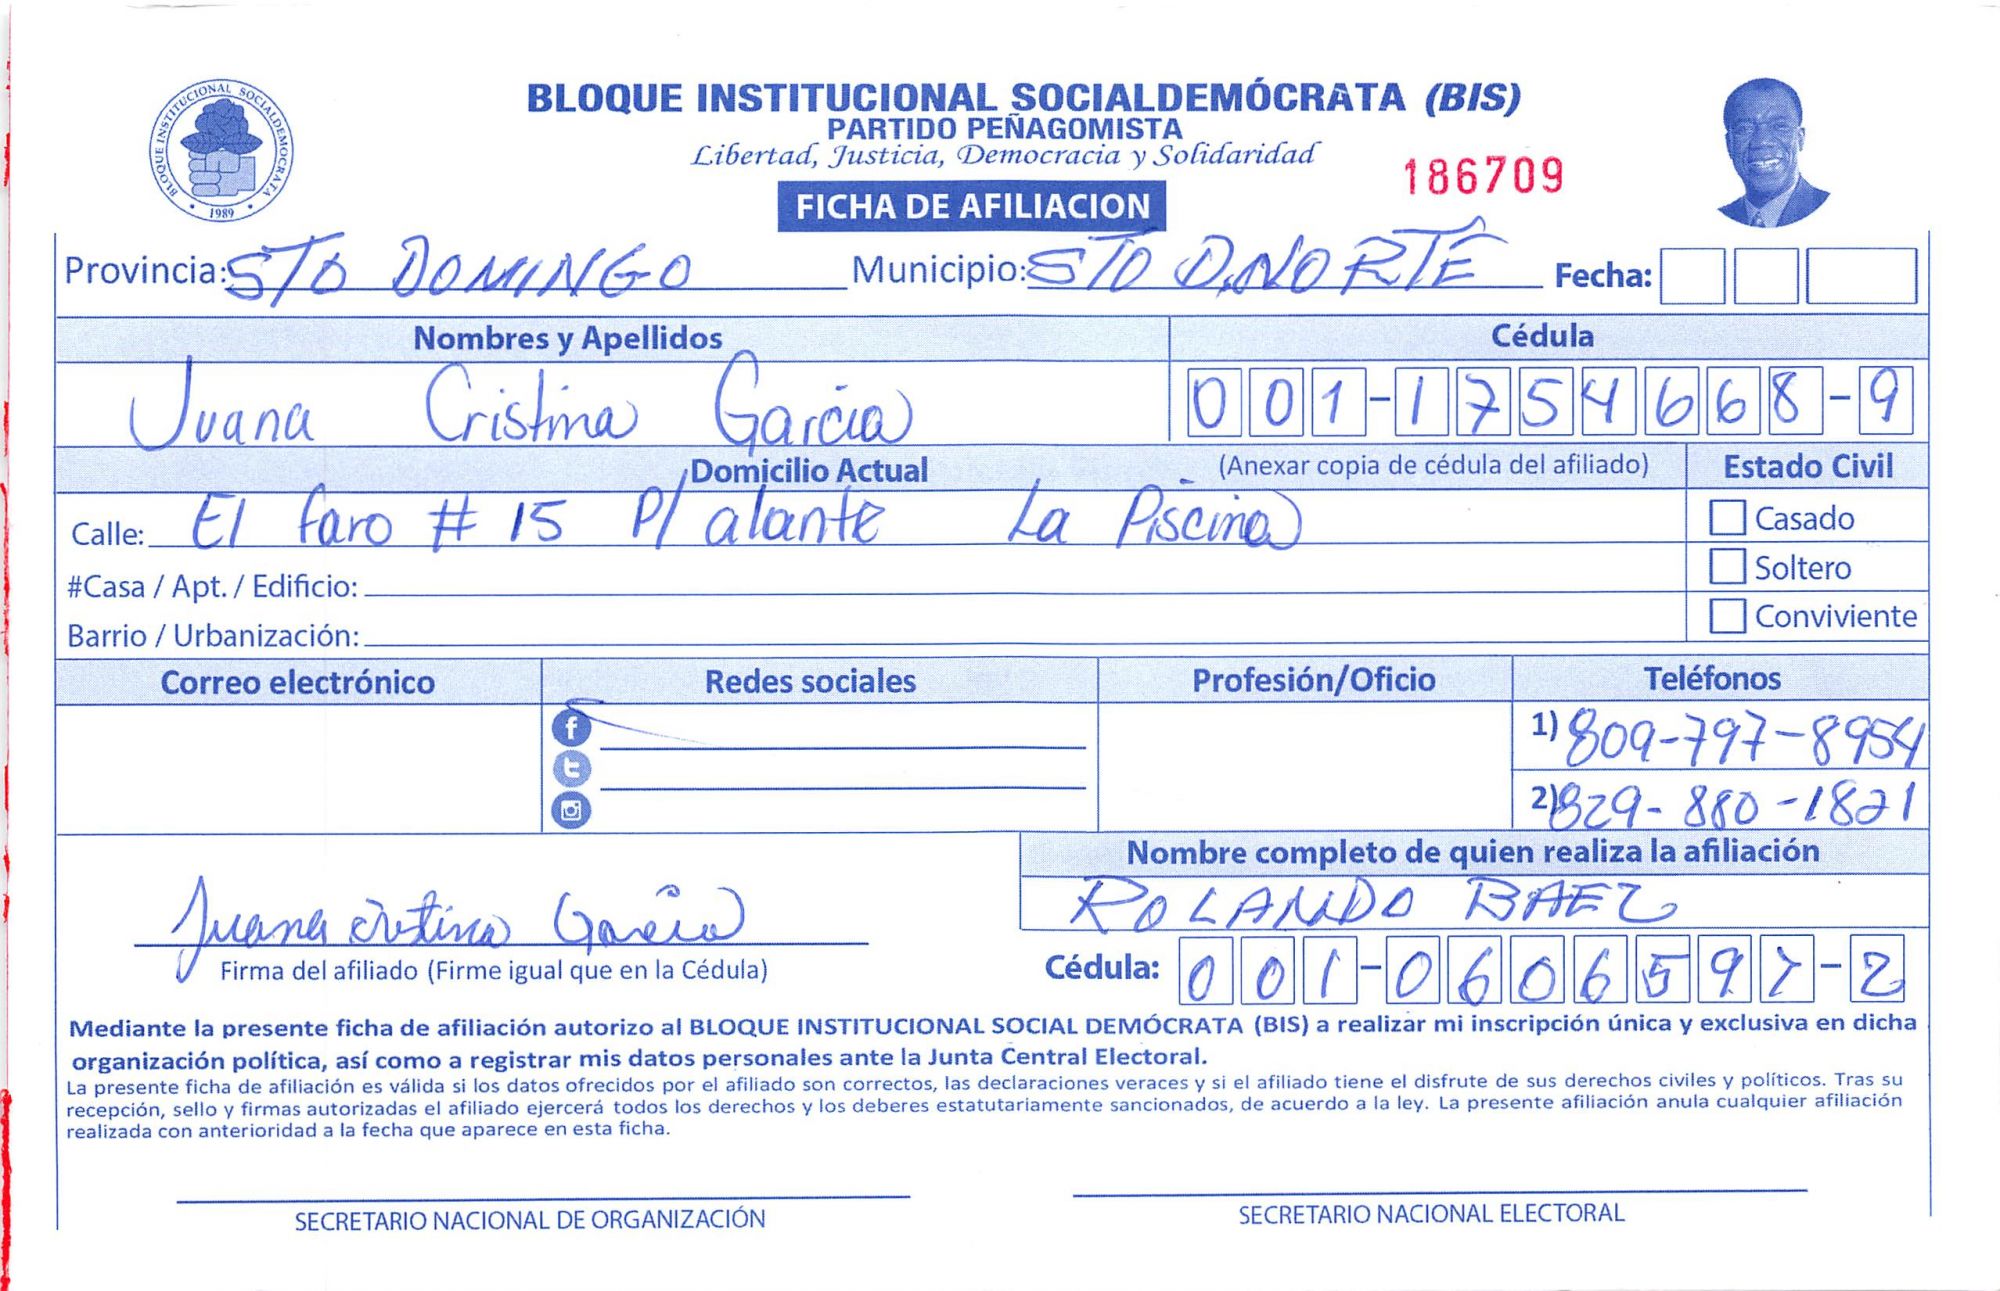 BLOQUE INSTITUCIONAL SOCIALDEMOCRATA
1989
BLOQUE INSTITUCIONAL SOCIALDEMÓCRATA (BIS)
PARTIDO PEÑAGOMISTA
Libertad, Justicia, Democracia y Solidaridad
186709
FICHA DE AFILIACION
Provincia: STO DOMINGO Municipio: STO D.NORTE Fecha:
Nombres y Apellidos Cédula
Juana Cristina Garcia 001-1754668-9
Domicilio Actual (Anexar copia de cédula del afiliado) Estado Civil
Calle: El faro # 15 P/ alante La Piscina Casado
#Casa / Apt. / Edificio: Soltero
Barrio / Urbanización: Conviviente
Correo electrónico Redes sociales Profesión/Oficio Teléfonos
1) 809-797-8954
2) 829-880-1821
Nombre completo de quien realiza la afiliación
ROLANDO BAEZ
Juana Cristina Garcia
Firma del afiliado (Firme igual que en la Cédula) Cédula: 001-0606597-2
Mediante la presente ficha de afiliación autorizo al BLOQUE INSTITUCIONAL SOCIAL DEMÓCRATA (BIS) a realizar mi inscripción única y exclusiva en dicha
organización política, así como a registrar mis datos personales ante la Junta Central Electoral.
La presente ficha de afiliación es válida si los datos ofrecidos por el afiliado son correctos, las declaraciones veraces y si el afiliado tiene el disfrute de sus derechos civiles y políticos. Tras su
recepción, sello y firmas autorizadas el afiliado ejercerá todos los derechos y los deberes estatutariamente sancionados, de acuerdo a la ley. La presente afiliación anula cualquier afiliación
realizada con anterioridad a la fecha que aparece en esta ficha.
SECRETARIO NACIONAL DE ORGANIZACIÓN SECRETARIO NACIONAL ELECTORAL